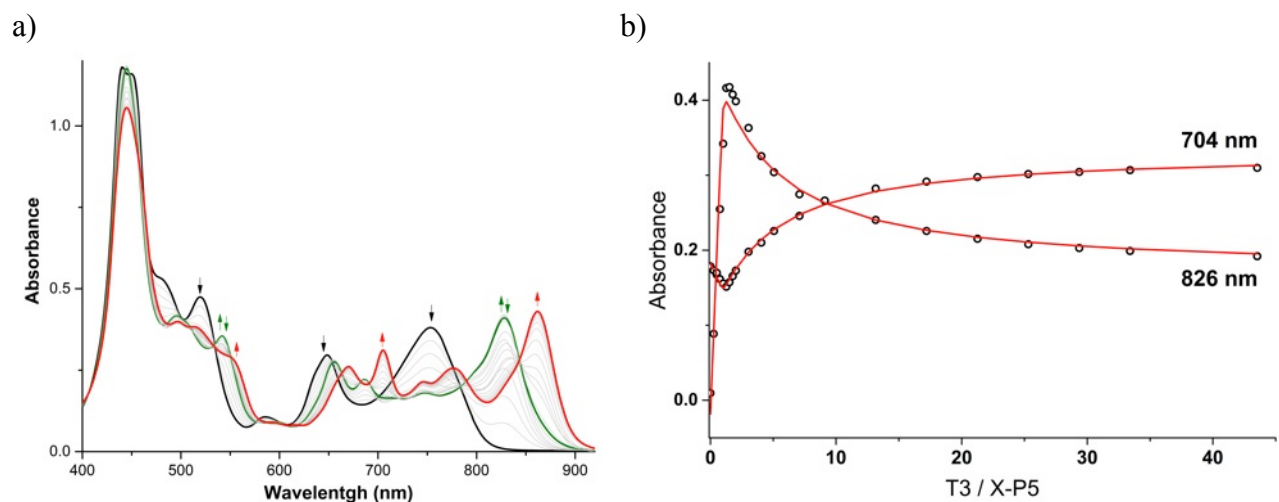 a)
1.0
0.5
0.0
Absorbance
400 500 600 700 800 900
Wavelentgh (nm)
b)
0.4
0.2
0.0
Absorbance
704 nm
826 nm
0 10 20 30 40
T3 / X-P5